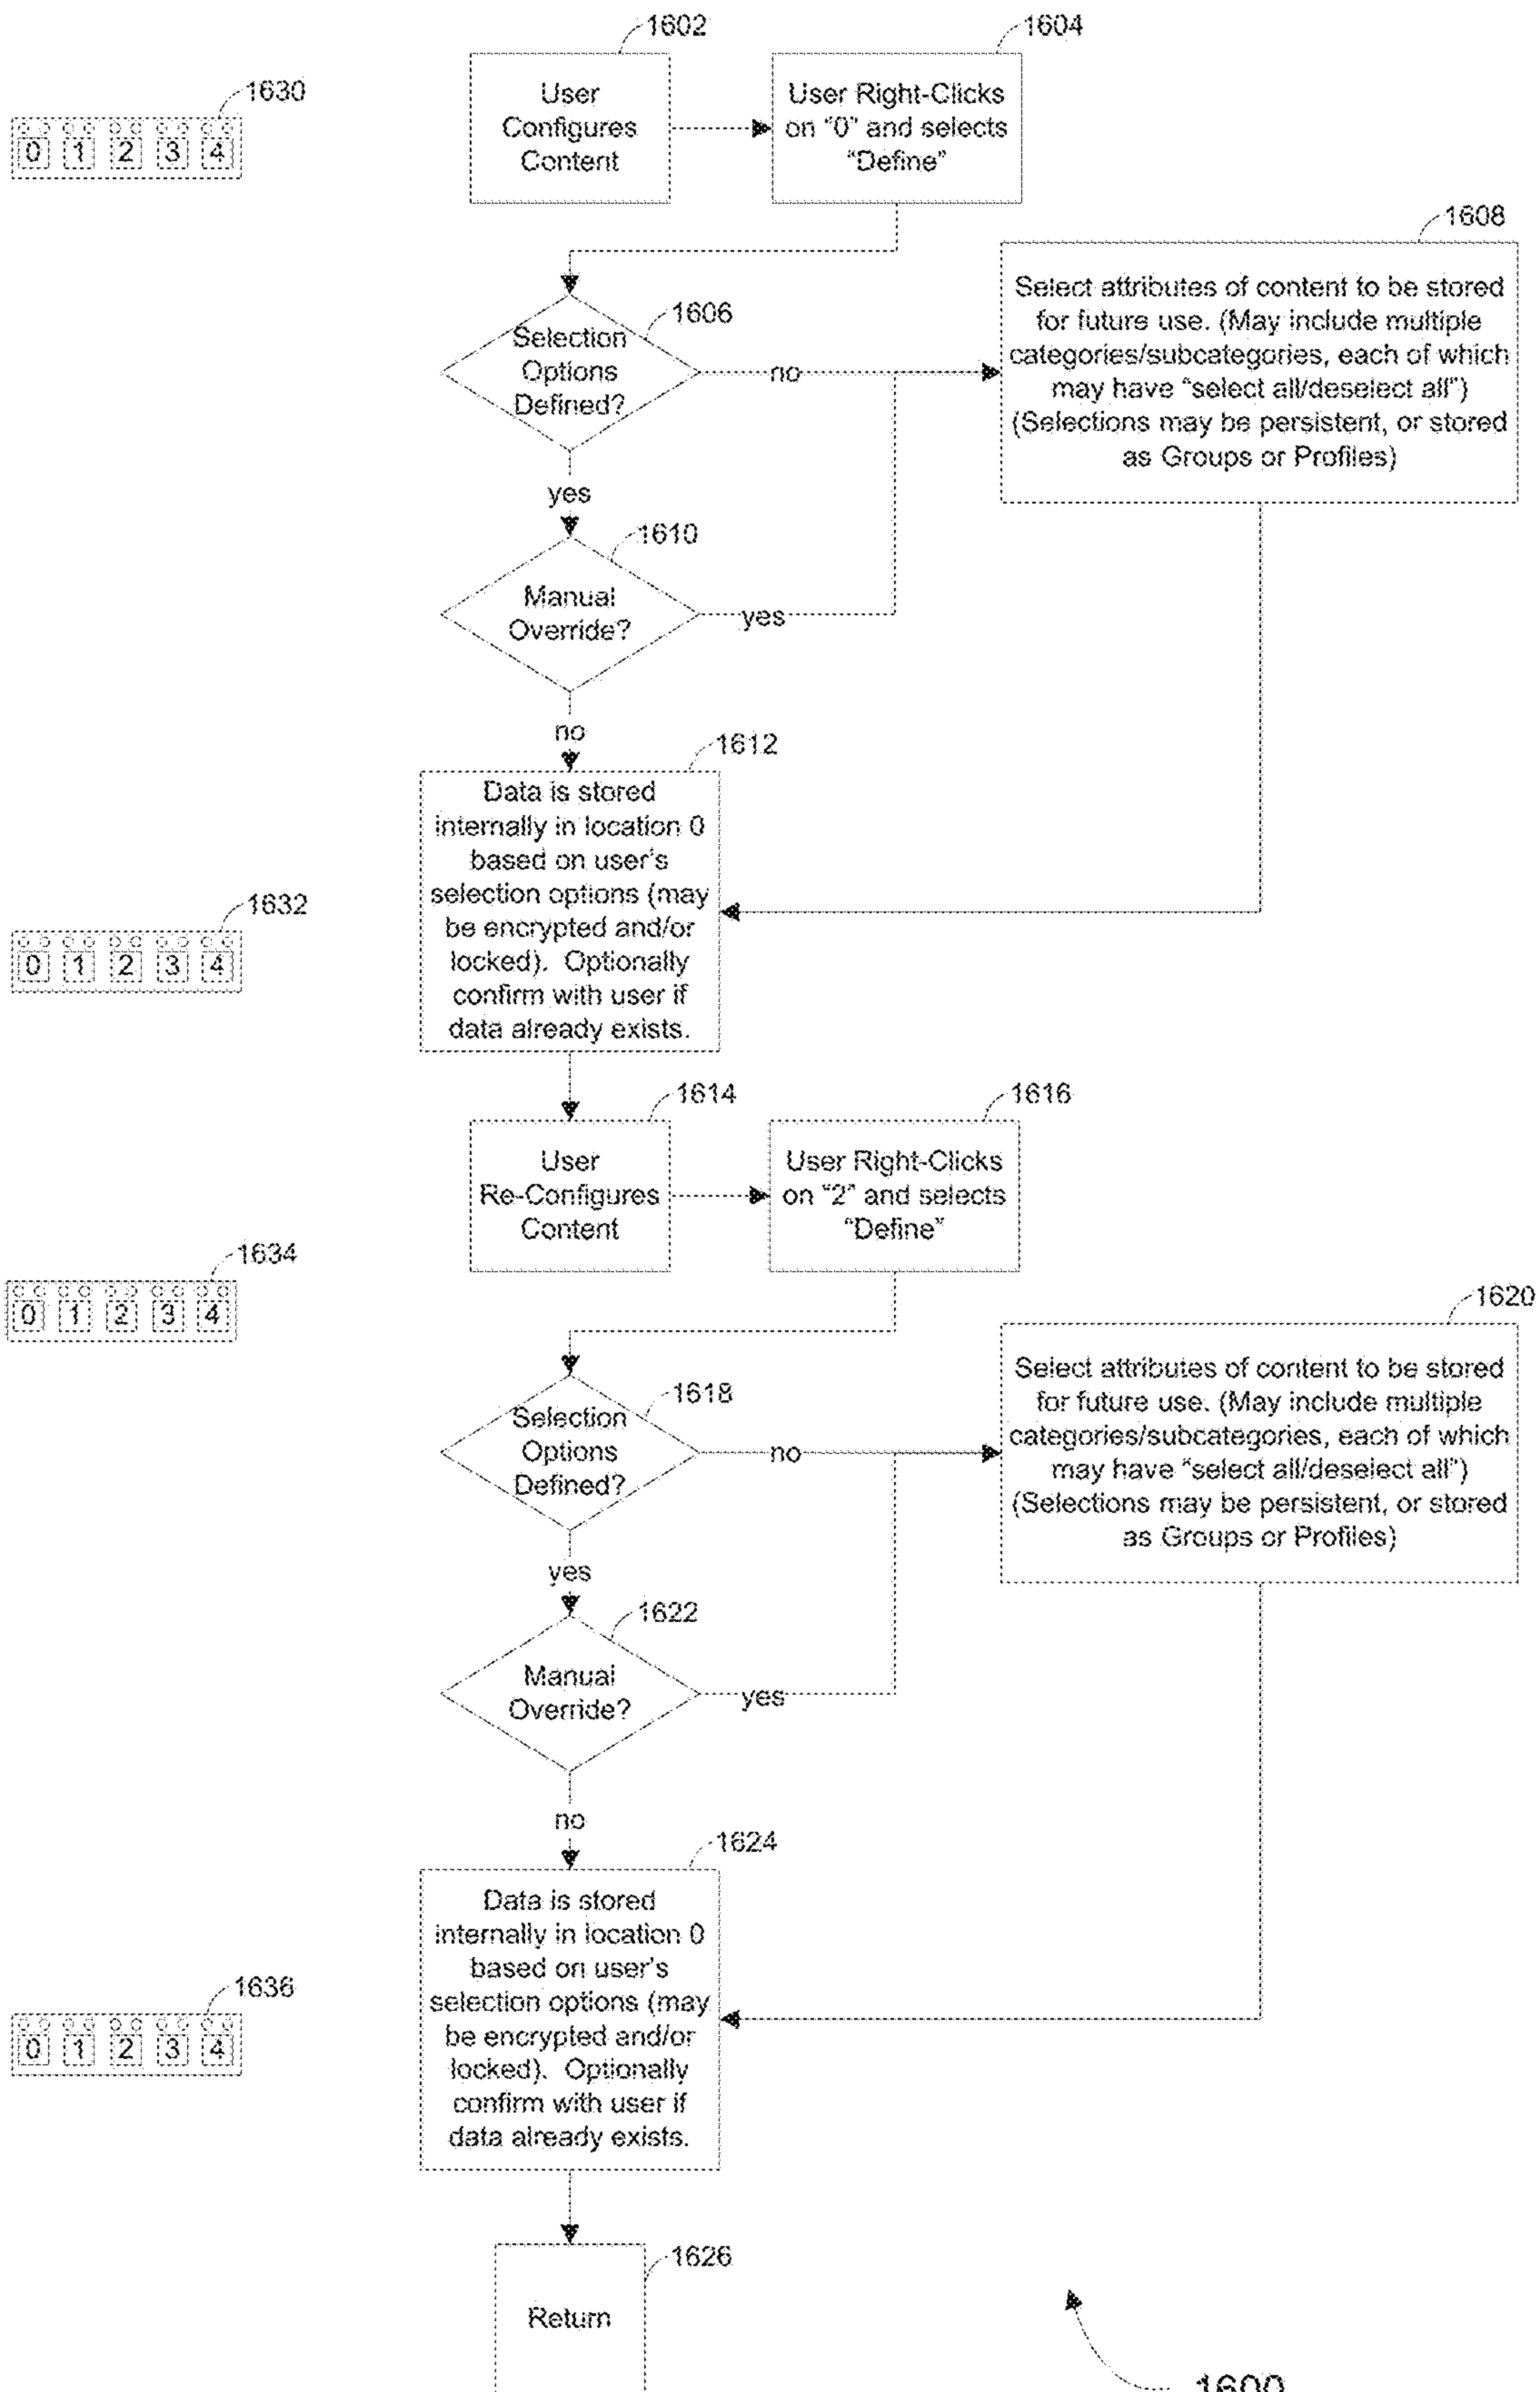 1602
1604
1630
0 1 2 3 4
User
Configures
Content
User Right-Clicks
on “0” and selects
“Define”
1608
Select attributes of content to be stored
for future use. (May include multiple
categories/subcategories, each of which
may have “select all/deselect all”)
(Selections may be persistent, or stored
as Groups or Profiles)
1606
Selection
Options
Defined?
no
yes
1610
Manual
Override?
yes
no
1612
Data is stored
internally in location 0
based on user’s
selection options (may
be encrypted and/or
locked). Optionally
confirm with user if
data already exists.
1632
0 1 2 3 4
1614
1616
User
Re-Configures
Content
User Right-Clicks
on “2” and selects
“Define”
1634
0 1 2 3 4
1620
Select attributes of content to be stored
for future use. (May include multiple
categories/subcategories, each of which
may have “select all/deselect all”)
(Selections may be persistent, or stored
as Groups or Profiles)
1618
Selection
Options
Defined?
no
yes
1622
Manual
Override?
yes
no
1624
Data is stored
internally in location 0
based on user’s
selection options (may
be encrypted and/or
locked). Optionally
confirm with user if
data already exists.
1636
0 1 2 3 4
1626
Return
1600